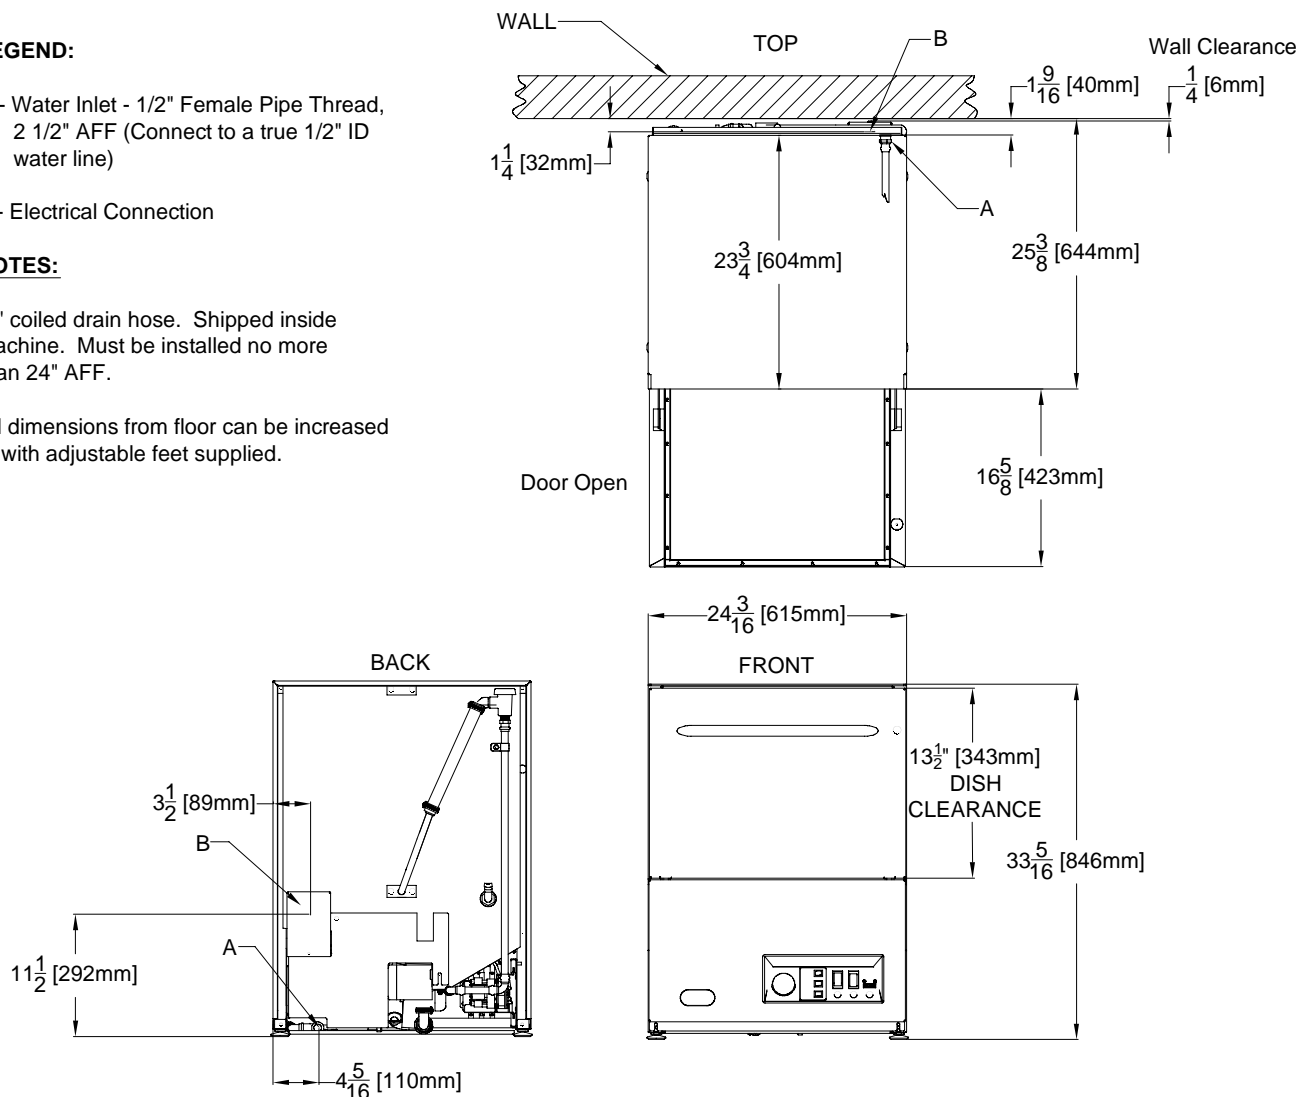 EGEND:
- Water Inlet - 1/2" Female Pipe Thread,
2 1/2" AFF (Connect to a true 1/2" ID
water line)
- Electrical Connection
OTES:
" coiled drain hose. Shipped inside
achine. Must be installed no more
an 24" AFF.
l dimensions from floor can be increased
with adjustable feet supplied.
WALL
TOP
B
Wall Clearance
1 9/16 [40mm]
1/4 [6mm]
1 1/4 [32mm]
A
23 3/4 [604mm]
25 3/8 [644mm]
Door Open
16 5/8 [423mm]
24 3/16 [615mm]
BACK
FRONT
13 1/2" [343mm]
DISH
CLEARANCE
3 1/2 [89mm]
B
33 5/16 [846mm]
A
11 1/2 [292mm]
4 5/16 [110mm]